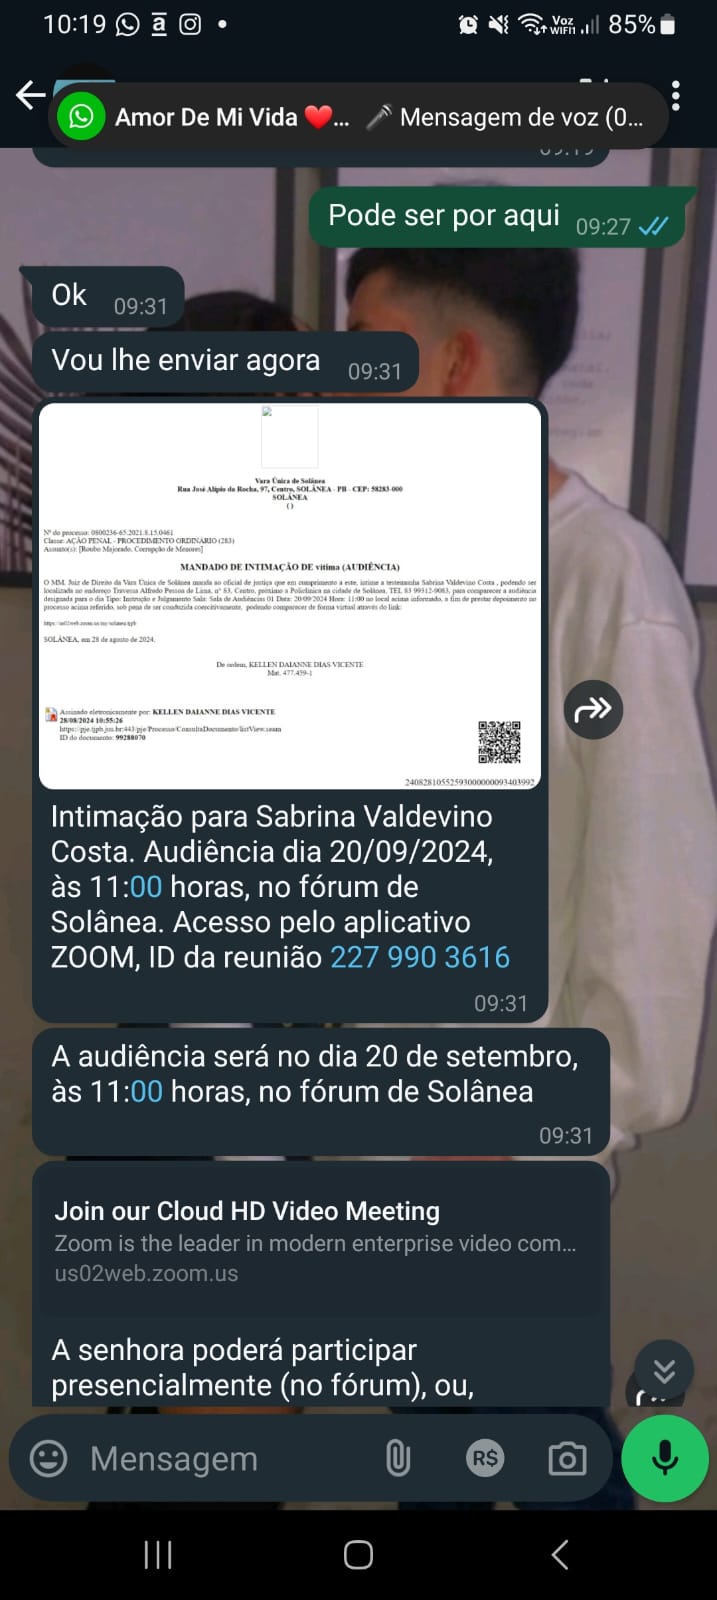 10:19
Voz
WIFI1
85%
Amor De Mi Vida ❤️... 🎤 Mensagem de voz (0...
Pode ser por aqui 09:27
Ok 09:31
Vou lhe enviar agora 09:31
Vara Única de Solânea
Rua José Alípio da Rocha, 97, Centro, SOLÂNEA - PB - CEP: 58283-000
SOLÂNEA
( )
Nº do processo: 0800236-65.2021.8.15.0461
Classe: AÇÃO PENAL - PROCEDIMENTO ORDINÁRIO (283)
Assunto(s): [Roubo Majorado, Corrupção de Menores]
MANDADO DE INTIMAÇÃO DE vítima (AUDIÊNCIA)
O MM. Juiz de Direito da Vara Única de Solânea manda ao oficial de justiça que em cumprimento a este, intime a testemunha Sabrina Valdevino Costa , podendo ser
localizada no endereço Travessa Alfredo Pessoa de Lima, nº 83, Centro, próximo a Policlínica na cidade de Solânea, TEL 83 99312-9083, para comparecer a audiência
designada para o dia Tipo: Instrução e Julgamento Sala: Sala de Audiências 01 Data: 20/09/2024 Hora: 11:00 no local acima informado, a fim de prestar depoimento no
processo acima referido, sob pena de ser conduzida coercitivamente, podendo comparecer de forma virtual através do link:
SOLÂNEA, em 28 de agosto de 2024.
De ordem, KELLEN DAIANNE DIAS VICENTE
Mat. 477.459-1
Assinado eletronicamente por: KELLEN DAIANNE DIAS VICENTE
28/08/2024 10:55:26
https://pje.tjpb.jus.br:443/pje/Processo/ConsultaDocumento/listView.seam
ID do documento: 99288070
24082810552593000000093403992
Intimação para Sabrina Valdevino
Costa. Audiência dia 20/09/2024,
às 11:00 horas, no fórum de
Solânea. Acesso pelo aplicativo
ZOOM, ID da reunião 227 990 3616
09:31
A audiência será no dia 20 de setembro,
às 11:00 horas, no fórum de Solânea
09:31
Join our Cloud HD Video Meeting
Zoom is the leader in modern enterprise video com...
us02web.zoom.us
A senhora poderá participar
presencialmente (no fórum), ou,
Mensagem
R$